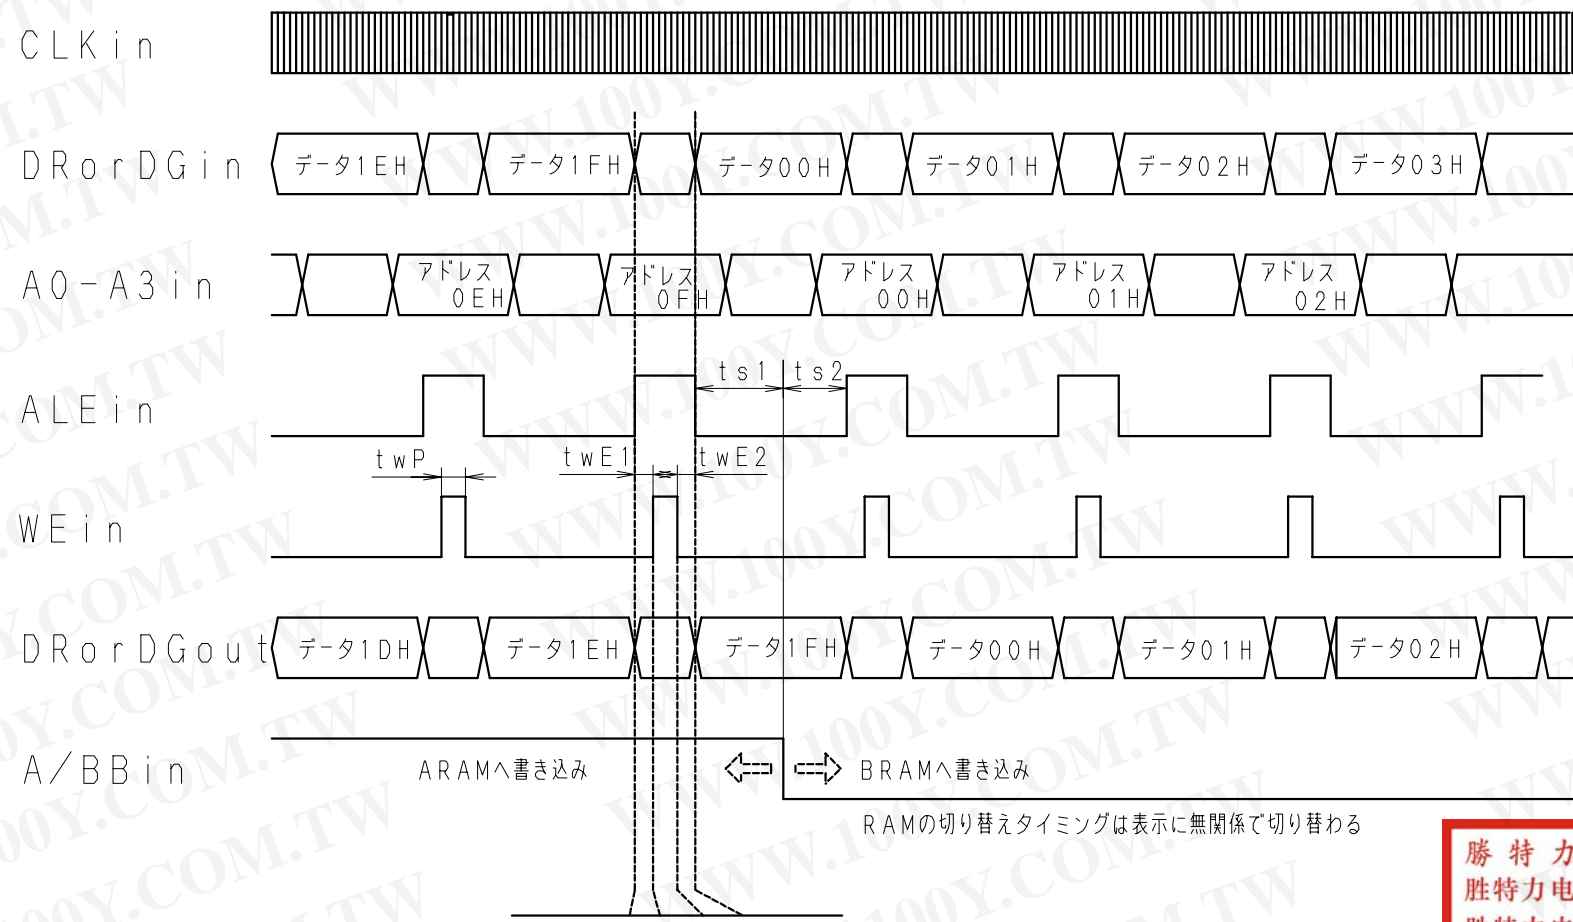 CLKin
DRorDGin
データ1EH データ1FH データ00H データ01H データ02H データ03H
A0-A3in
アドレス アドレス アドレス アドレス アドレス
0EH 0FH 00H 01H 02H
ts1 ts2
ALEin
twP twE1 twE2
WEin
DRorDGout
データ1DH データ1EH データ1FH データ00H データ01H データ02H
A/BBin
ARAMへ書き込み BRAMへ書き込み
RAMの切り替えタイミングは表示に無関係で切り替わる
勝特力
胜特力电
WWW.100Y.COM.TW